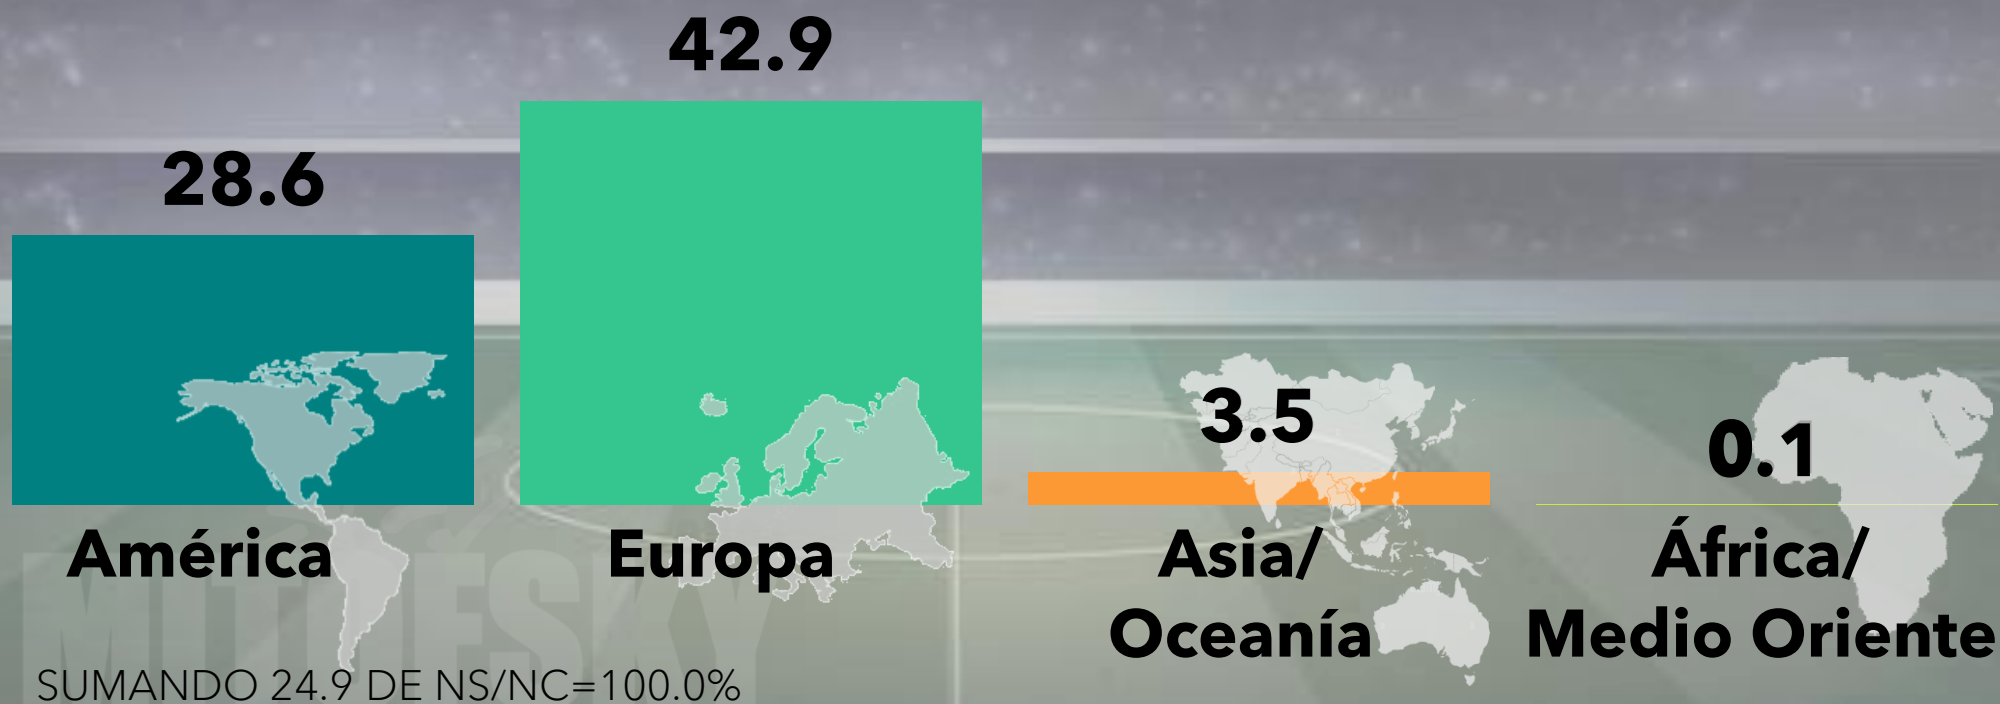 42.9
28.6
3.5
0.1
América
Europa
Asia/
Oceanía
África/
Medio Oriente
MITOFSKY
SUMANDO 24.9 DE NS/NC=100.0%